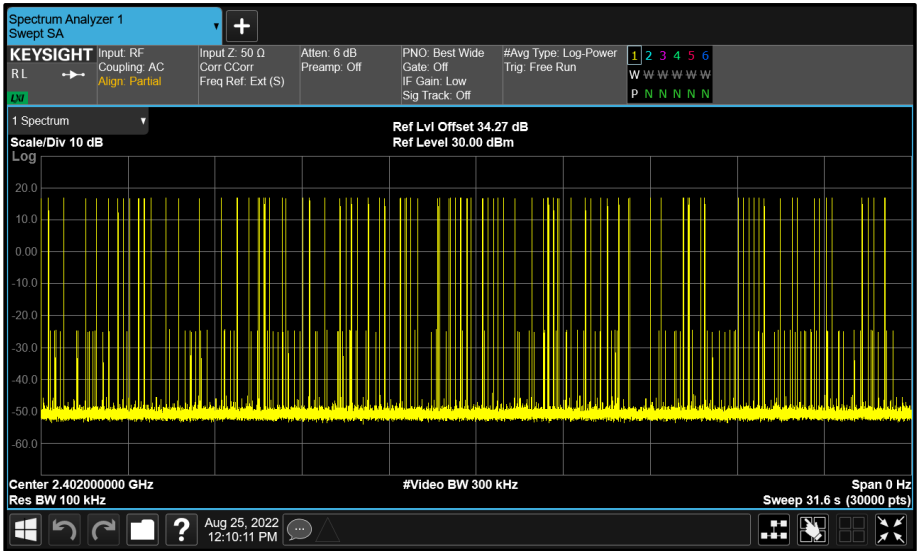 Spectrum Analyzer 1
Swept SA
+
KEYSIGHT
R L
LXI
Input: RF
Coupling: AC
Align: Partial
Input Z: 50 Ω
Corr CCorr
Freq Ref: Ext (S)
Atten: 6 dB
Preamp: Off
PNO: Best Wide
Gate: Off
IF Gain: Low
Sig Track: Off
#Avg Type: Log-Power
Trig: Free Run
1 2 3 4 5 6
W W W W W W
P N N N N N
1 Spectrum
Scale/Div 10 dB
Ref Lvl Offset 34.27 dB
Ref Level 30.00 dBm
Log
20.0
10.0
0.00
-10.0
-20.0
-30.0
-40.0
-50.0
-60.0
Center 2.402000000 GHz
#Video BW 300 kHz
Span 0 Hz
Res BW 100 kHz
Sweep 31.6 s (30000 pts)
?
Aug 25, 2022
12:10:11 PM